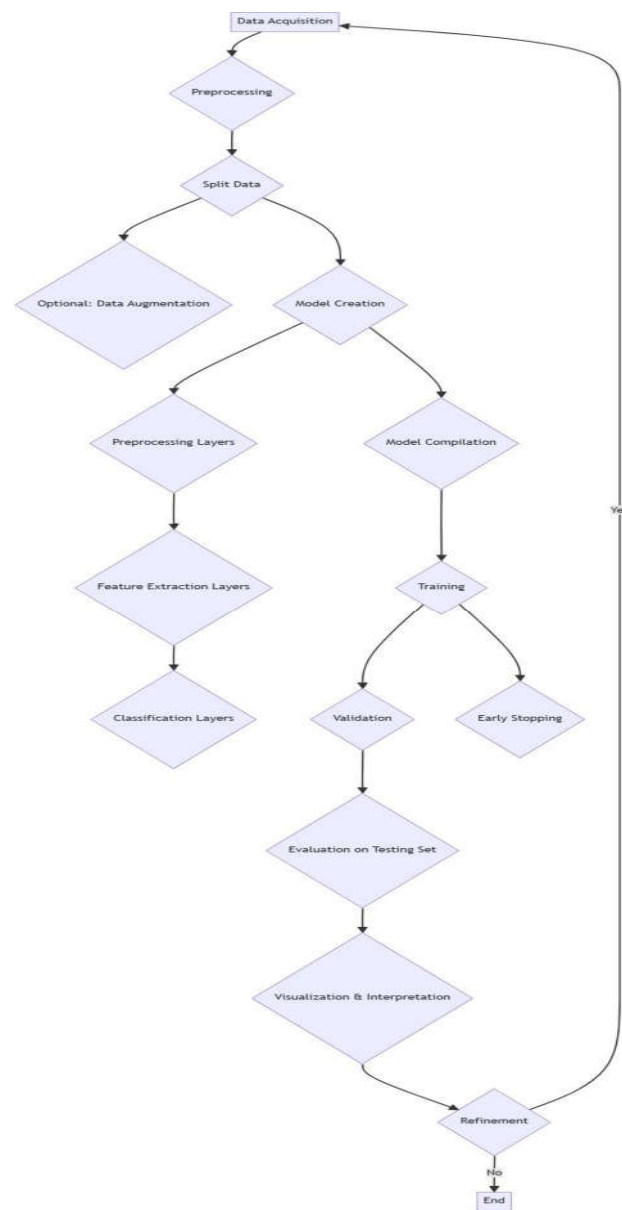 Data Acquisition
Preprocessing
Split Data
Optional: Data Augmentation
Model Creation
Preprocessing Layers
Model Compilation
Ye
Feature Extraction Layers
Training
Classification Layers
Validation
Early Stopping
Evaluation on Testing Set
Visualization & Interpretation
Refinement
No
End